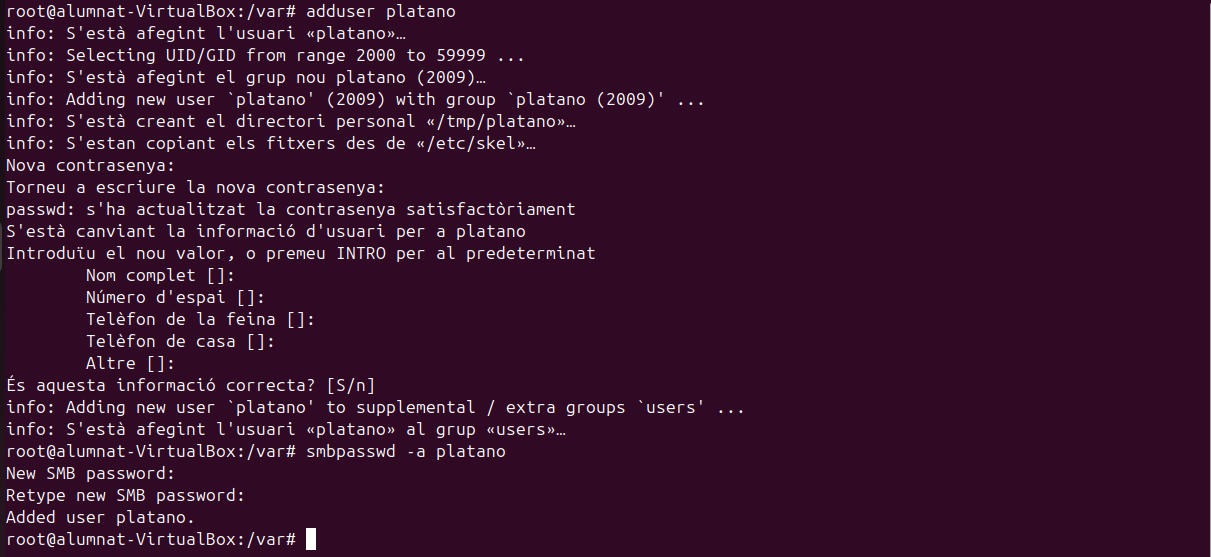 root@alumnat-VirtualBox:/var# adduser platano
info: S'està afegint l'usuari «platano»…
info: Selecting UID/GID from range 2000 to 59999 ...
info: S'està afegint el grup nou platano (2009)…
info: Adding new user `platano' (2009) with group `platano (2009)' ...
info: S'està creant el directori personal «/tmp/platano»…
info: S'estan copiant els fitxers des de «/etc/skel»…
Nova contrasenya:
Torneu a escriure la nova contrasenya:
passwd: s'ha actualitzat la contrasenya satisfactòriament
S'està canviant la informació d'usuari per a platano
Introduïu el nou valor, o premeu INTRO per al predeterminat
        Nom complet []:
        Número d'espai []:
        Telèfon de la feina []:
        Telèfon de casa []:
        Altre []:
És aquesta informació correcta? [S/n]
info: Adding new user `platano' to supplemental / extra groups `users' ...
info: S'està afegint l'usuari «platano» al grup «users»…
root@alumnat-VirtualBox:/var# smbpasswd -a platano
New SMB password:
Retype new SMB password:
Added user platano.
root@alumnat-VirtualBox:/var#